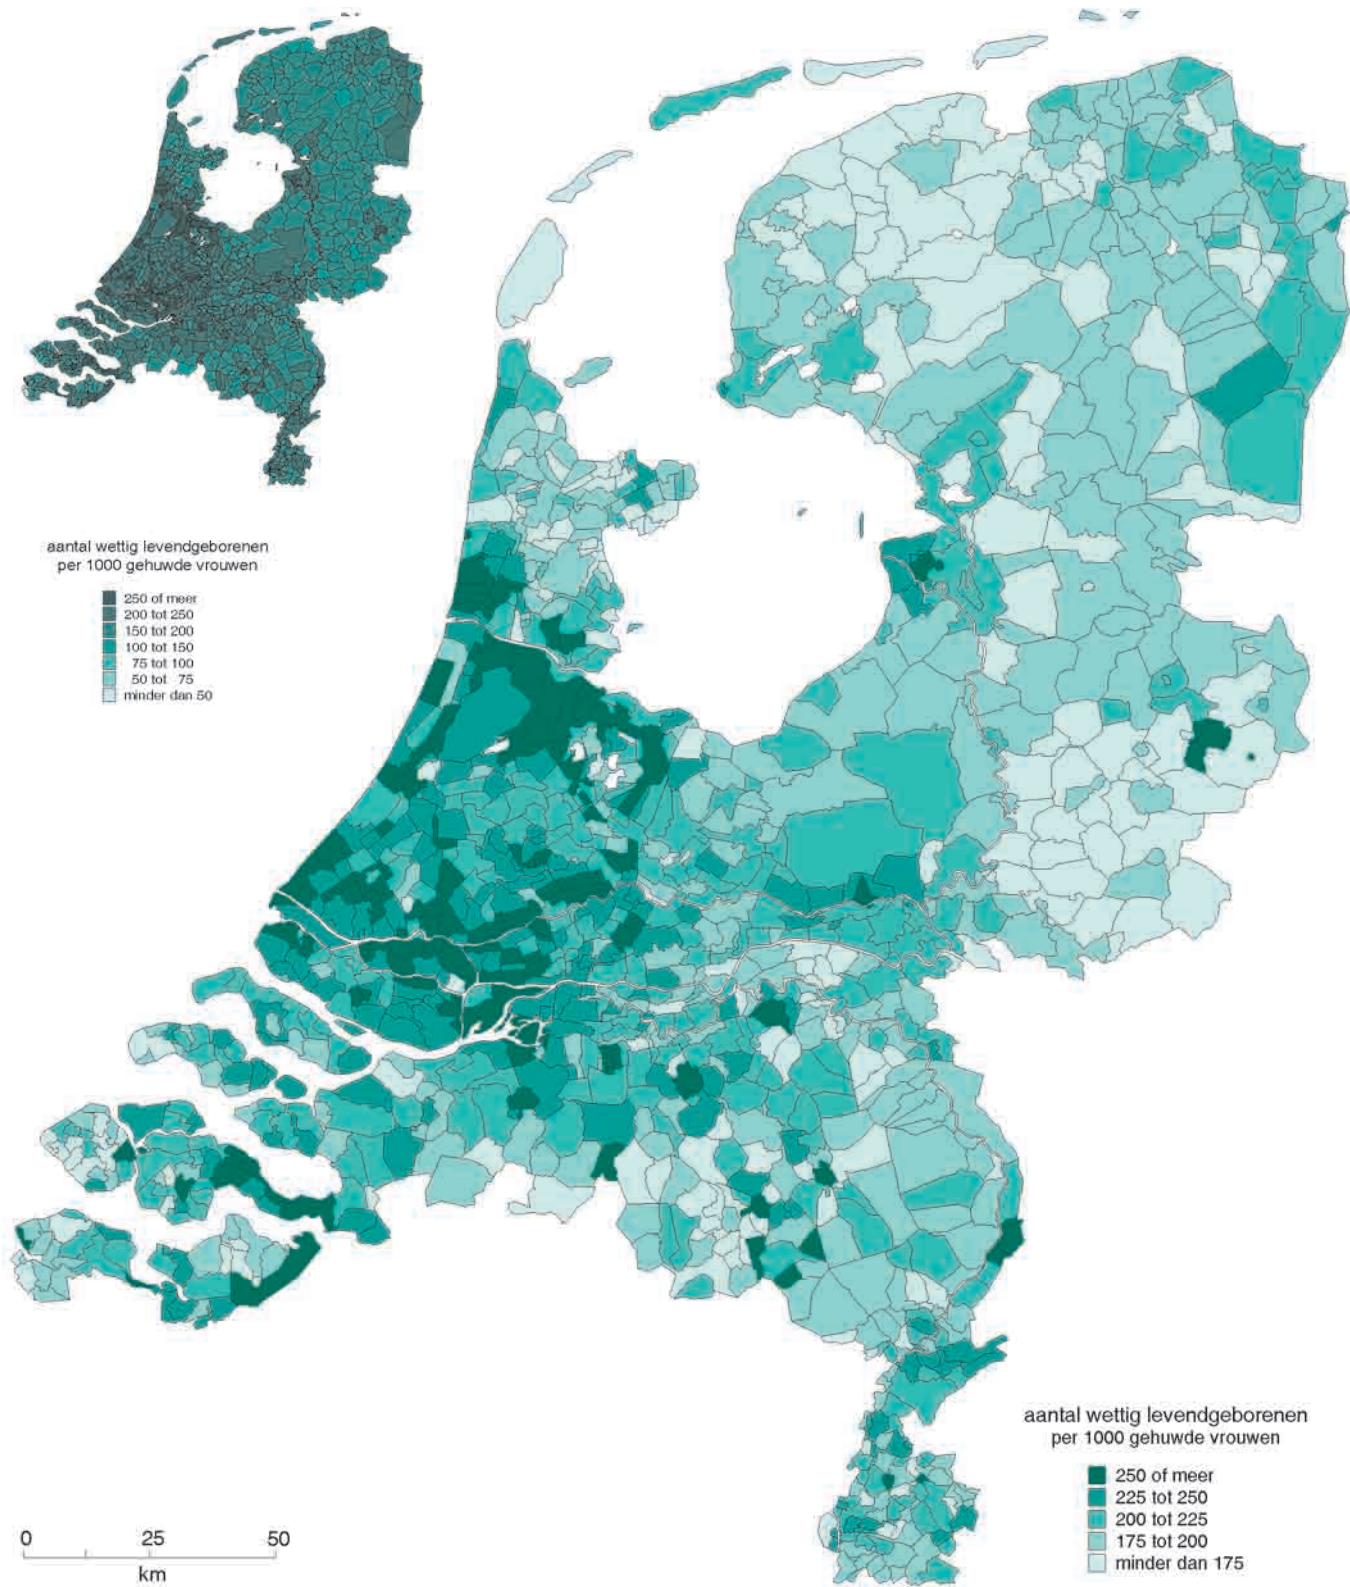 aantal wettig levendgeborenen
per 1000 gehuwde vrouwen
250 of meer
200 tot 250
150 tot 200
100 tot 150
75 tot 100
50 tot 75
minder dan 50
aantal wettig levendgeborenen
per 1000 gehuwde vrouwen
250 of meer
225 tot 250
200 tot 225
175 tot 200
minder dan 175
0 25 50
km